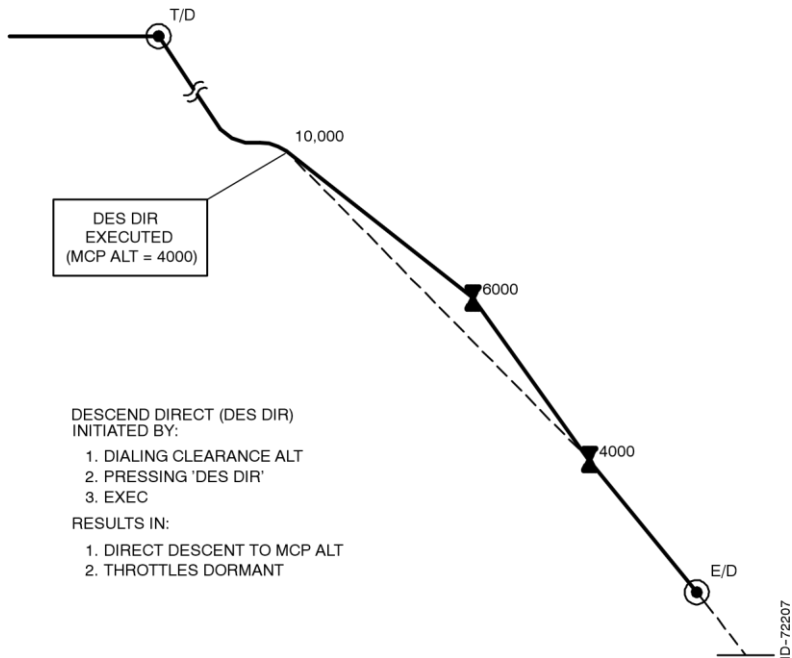 T/D
10,000
DES DIR
EXECUTED
(MCP ALT = 4000)
6000
4000
DESCEND DIRECT (DES DIR)
INITIATED BY:
1. DIALING CLEARANCE ALT
2. PRESSING 'DES DIR'
3. EXEC
RESULTS IN:
1. DIRECT DESCENT TO MCP ALT
2. THROTTLES DORMANT
E/D
ID-72207